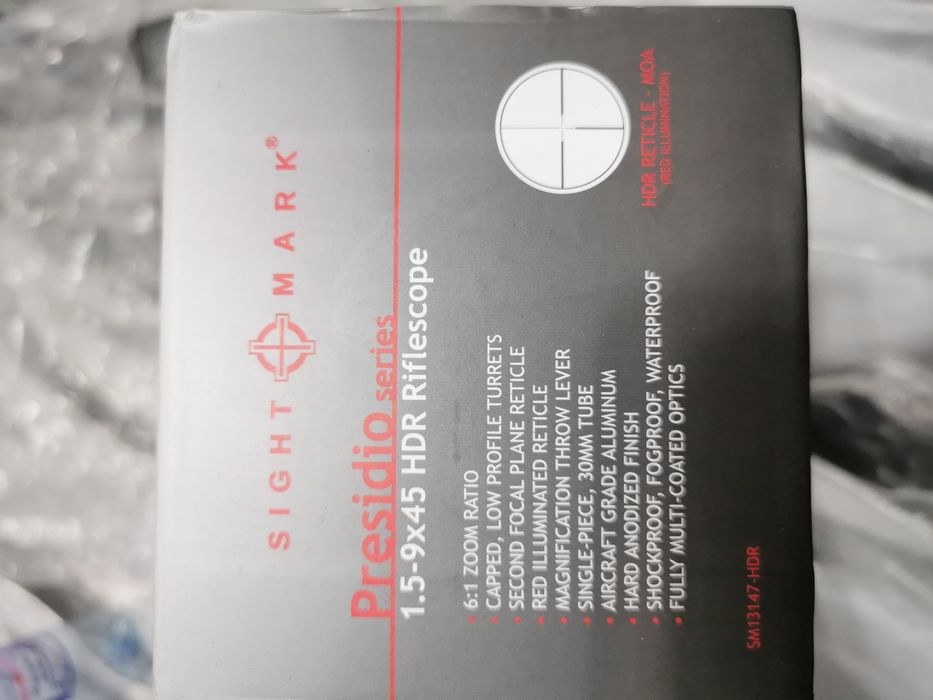 SIGHT MARK®
Presidio series
1.5-9x45 HDR Riflescope
• 6:1 ZOOM RATIO
• CAPPED, LOW PROFILE TURRETS
• SECOND FOCAL PLANE RETICLE
• RED ILLUMINATED RETICLE
• MAGNIFICATION THROW LEVER
• SINGLE-PIECE, 30MM TUBE
• AIRCRAFT GRADE ALUMINUM
• HARD ANODIZED FINISH
• SHOCKPROOF, FOGPROOF, WATERPROOF
• FULLY MULTI-COATED OPTICS
HDR RETICLE - MOA
(RED ILLUMINATION)
SM13147-HDR